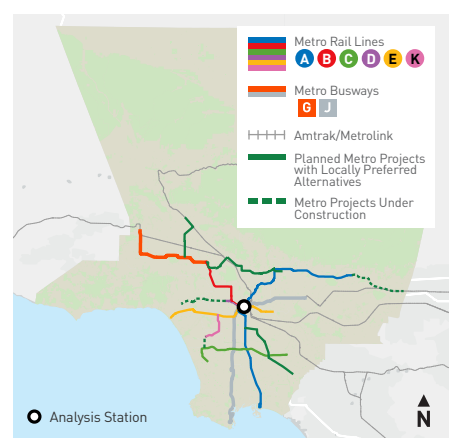 Metro Rail Lines
A B C D E K
Metro Busways
G J
Amtrak/Metrolink
Planned Metro Projects
with Locally Preferred
Alternatives
Metro Projects Under
Construction
Analysis Station
N